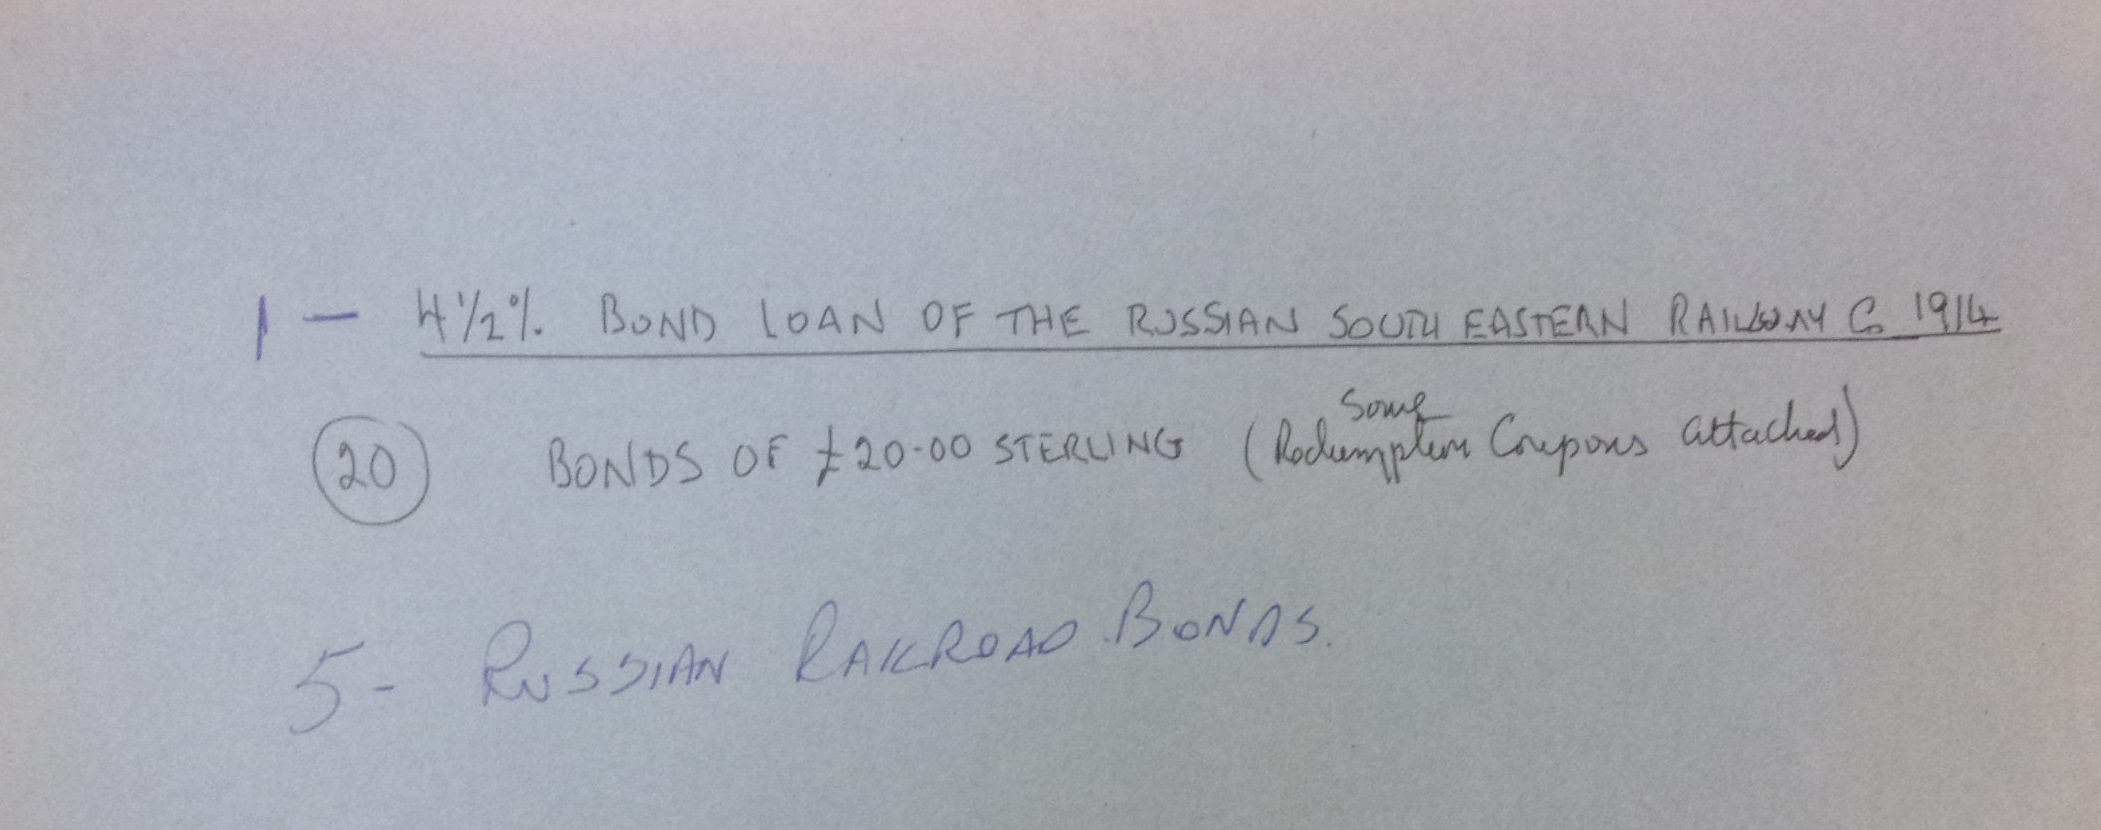 1 - 4½% BOND LOAN OF THE RUSSIAN SOUTH EASTERN RAILWAY Co 1914
20 BONDS OF £20.00 STERLING (Some Redemption Coupons attached)
5 - RUSSIAN RAILROAD BONDS.